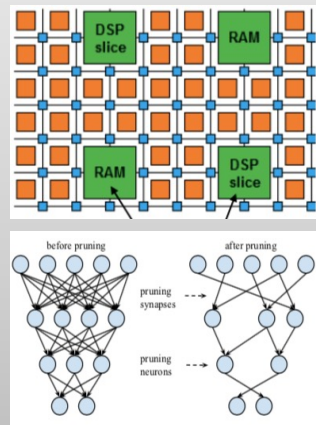 DSP
slice
RAM
RAM
DSP
slice
before pruning
after pruning
pruning
synapses
pruning
neurons